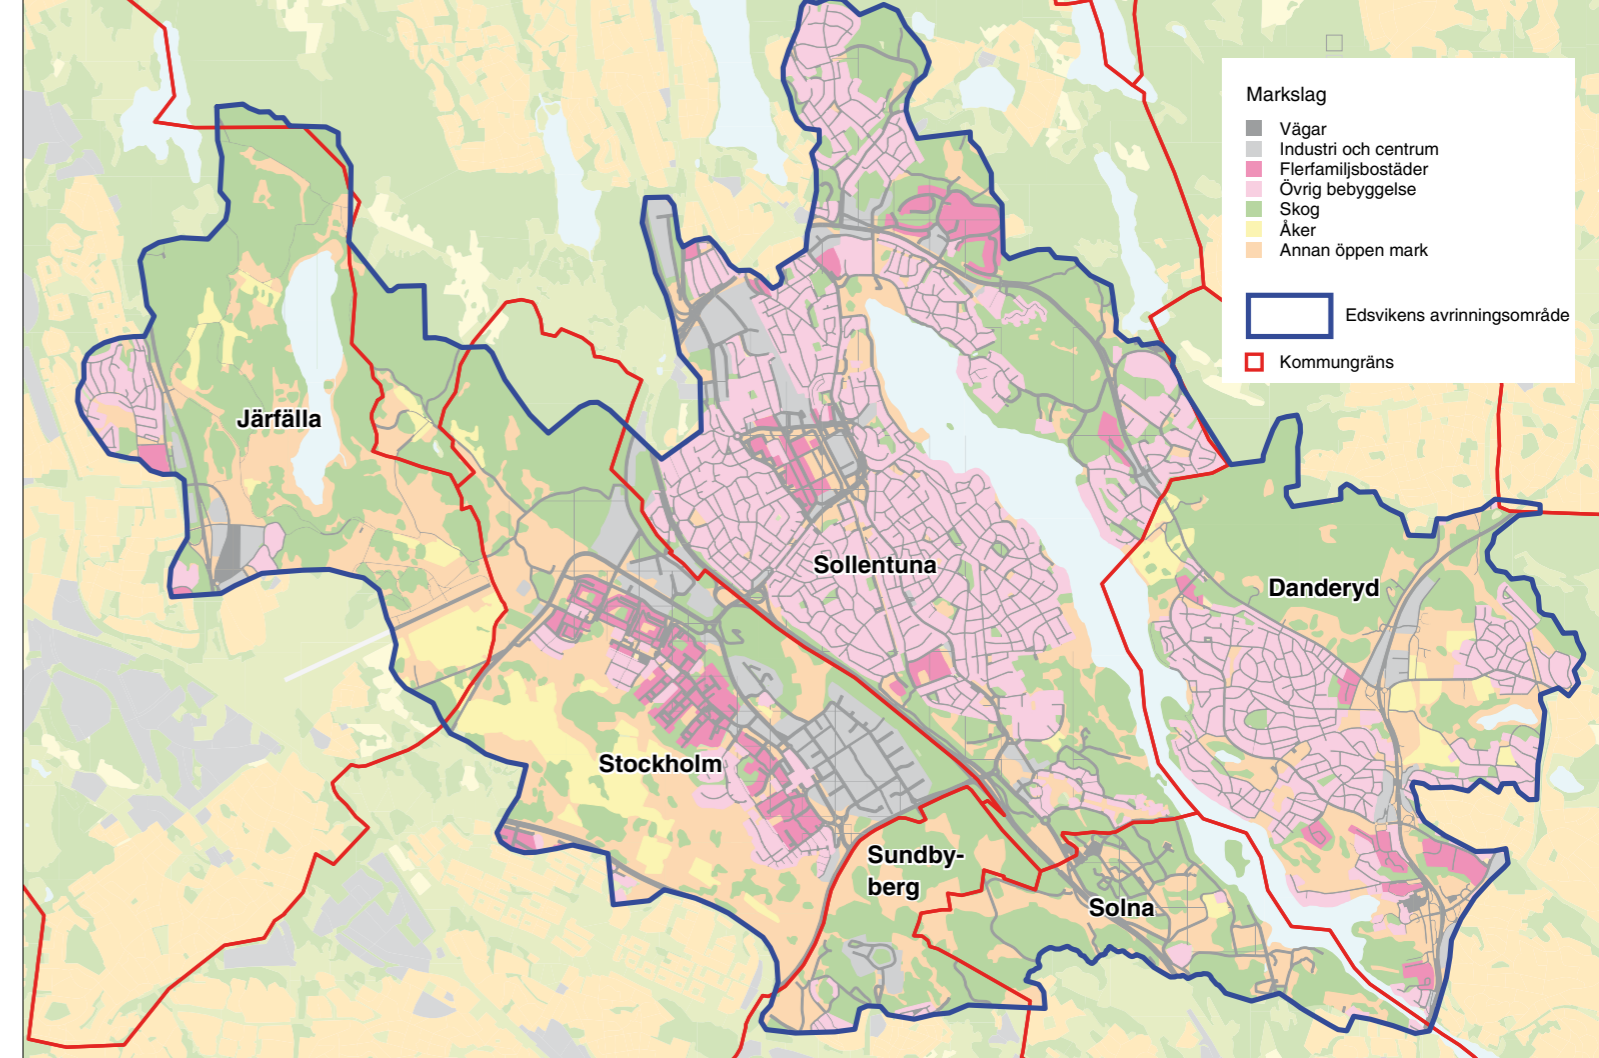 Markslag
Vägar
Industri och centrum
Flerfamiljsbostäder
Övrig bebyggelse
Skog
Åker
Annan öppen mark
Edsvikens avrinningsområde
Kommungräns
Järfälla
Sollentuna
Danderyd
Stockholm
Sundby-
berg
Solna